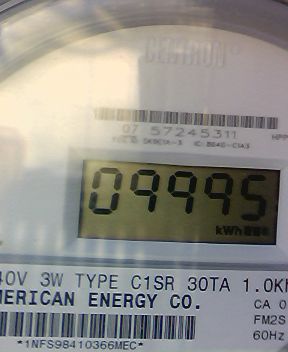 CENTRON
07 57245311
09995
kWh
40V 3W TYPE C1SR 30TA 1.0K
MERICAN ENERGY CO.
CA 0
FM2S
60Hz
*1NFS98410366MEC*